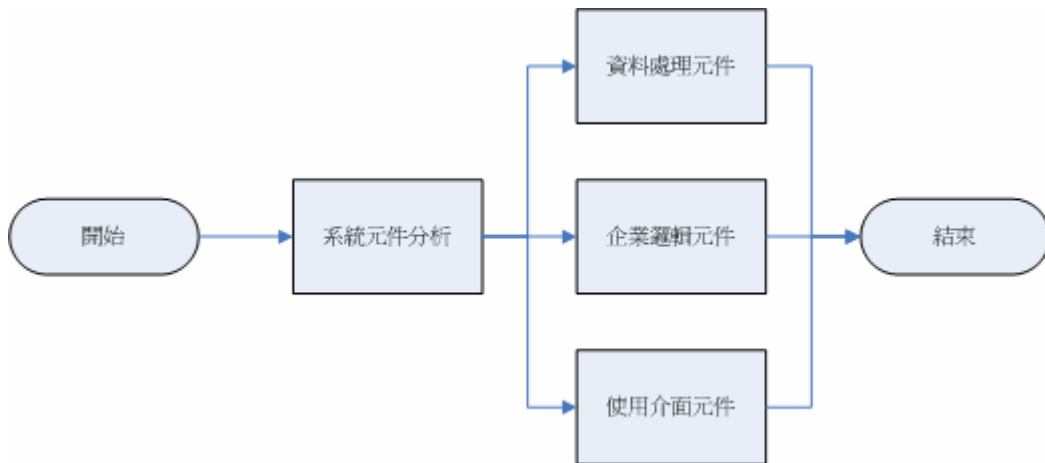 資料處理元件
開始
系統元件分析
企業邏輯元件
結束
使用介面元件